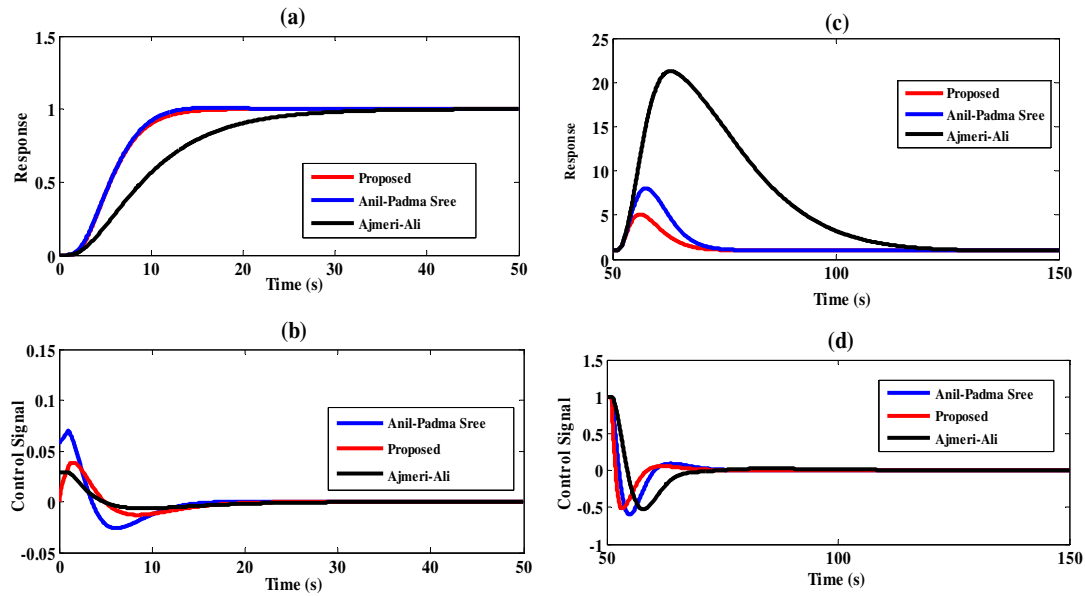 (a)
1.5
1
0.5
0
Response
Proposed
Anil-Padma Sree
Ajmeri-Ali
0 10 20 30 40 50
Time (s)
(c)
25
20
15
10
5
0
Response
Proposed
Anil-Padma Sree
Ajmeri-Ali
50 100 150
Time (s)
(b)
0.15
0.1
0.05
0
-0.05
Control Signal
Anil-Padma Sree
Proposed
Ajmeri-Ali
0 10 20 30 40 50
Time (s)
(d)
1.5
1
0.5
0
-0.5
-1
Control Signal
Anil-Padma Sree
Proposed
Ajmeri-Ali
50 100 150
Time (s)